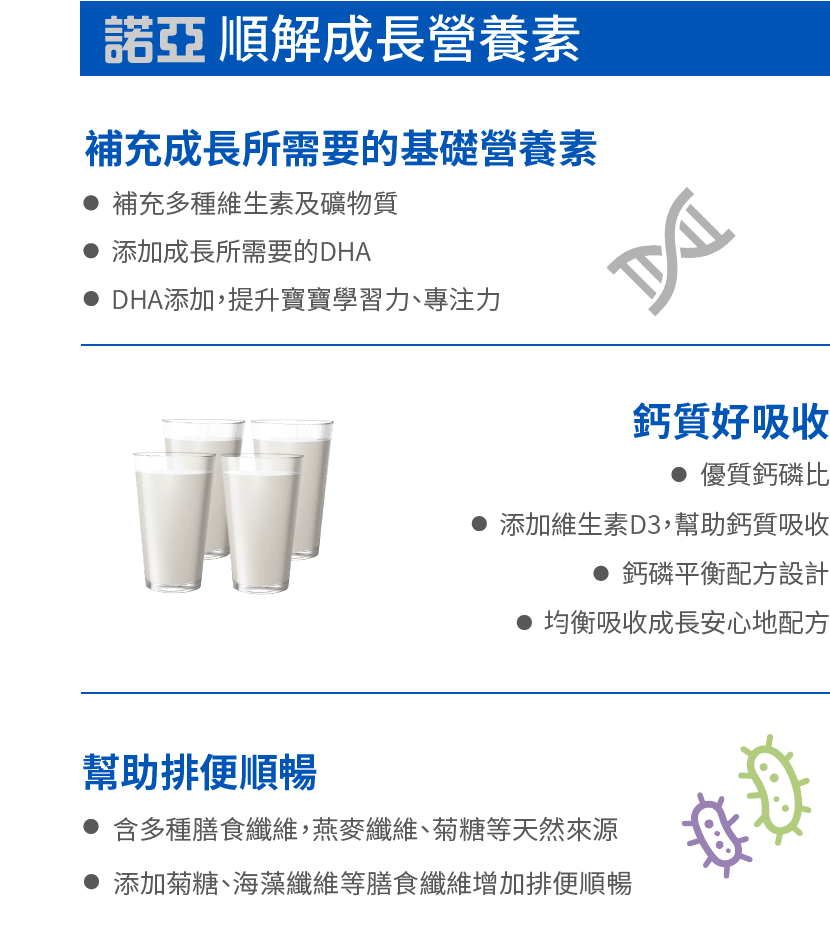 諾亞 順解成長營養素
補充成長所需要的基礎營養素
● 補充多種維生素及礦物質
● 添加成長所需要的DHA
● DHA添加，提升寶寶學習力、專注力
鈣質好吸收
● 優質鈣磷比
● 添加維生素D3，幫助鈣質吸收
● 鈣磷平衡配方設計
● 均衡吸收成長安心地配方
幫助排便順暢
● 含多種膳食纖維，燕麥纖維、菊糖等天然來源
● 添加菊糖、海藻纖維等膳食纖維增加排便順暢